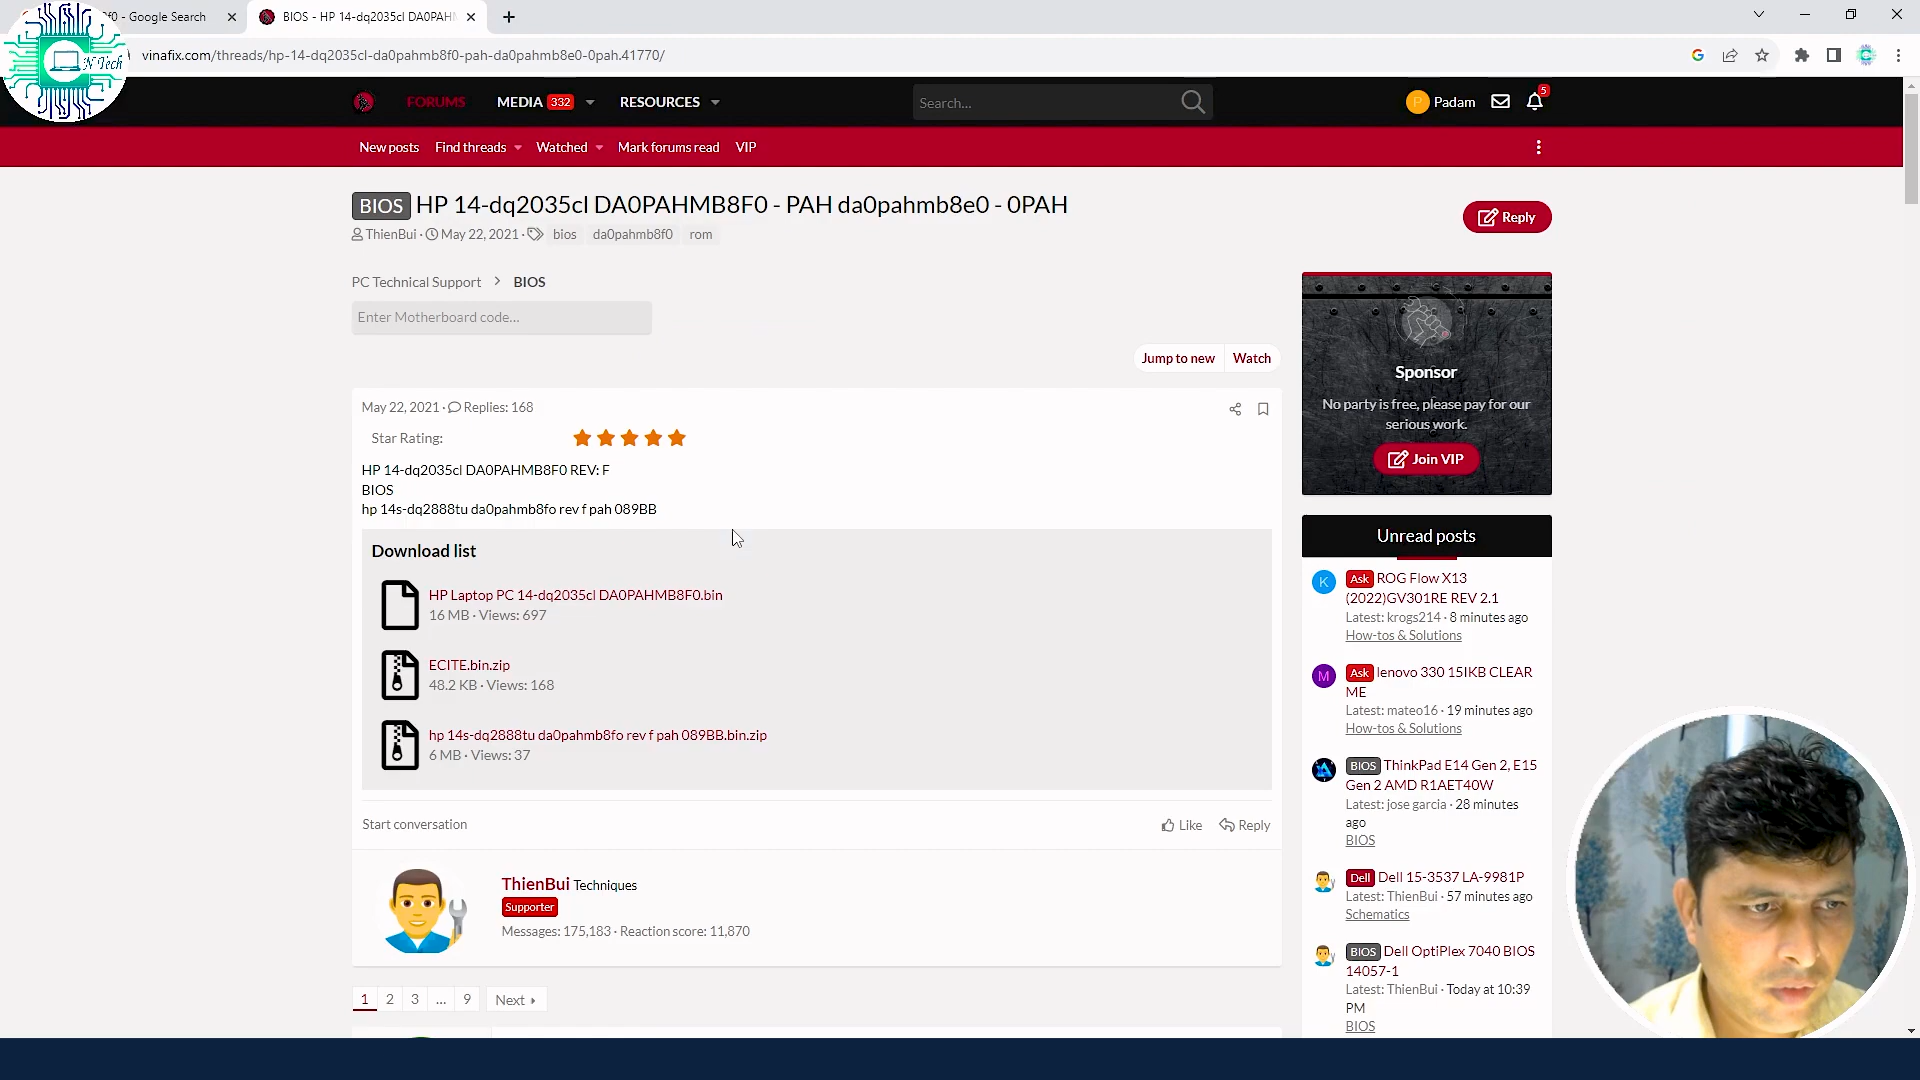 f0 - Google Search
BIOS - HP 14-dq2035cl DA0PAHM
vinafix.com/threads/hp-14-dq2035cl-da0pahmb8f0-pah-da0pahmb8e0-0pah.41770/
N Tech
FORUMS
MEDIA 332
RESOURCES
Search...
P Padam
5
New posts
Find threads
Watched
Mark forums read
VIP
BIOS HP 14-dq2035cl DA0PAHMB8F0 - PAH da0pahmb8e0 - 0PAH
Reply
ThienBui · May 22, 2021 · bios da0pahmb8f0 rom
PC Technical Support > BIOS
Enter Motherboard code...
Jump to new
Watch
May 22, 2021 · Replies: 168
Star Rating:
HP 14-dq2035cl DA0PAHMB8F0 REV: F
BIOS
hp 14s-dq2888tu da0pahmb8fo rev f pah 089BB
Download list
HP Laptop PC 14-dq2035cl DA0PAHMB8F0.bin
16 MB · Views: 697
ECITE.bin.zip
48.2 KB · Views: 168
hp 14s-dq2888tu da0pahmb8fo rev f pah 089BB.bin.zip
6 MB · Views: 37
Start conversation
Like
Reply
ThienBui Techniques
Supporter
Messages: 175,183 · Reaction score: 11,870
1 2 3 ... 9 Next
Sponsor
No party is free, please pay for our
serious work.
Join VIP
Unread posts
K
Ask ROG Flow X13
(2022)GV301RE REV 2.1
Latest: krogs214 · 8 minutes ago
How-tos & Solutions
M
Ask lenovo 330 15IKB CLEAR
ME
Latest: mateo16 · 19 minutes ago
How-tos & Solutions
BIOS ThinkPad E14 Gen 2, E15
Gen 2 AMD R1AET40W
Latest: jose garcia · 28 minutes
ago
BIOS
Dell Dell 15-3537 LA-9981P
Latest: ThienBui · 57 minutes ago
Schematics
BIOS Dell OptiPlex 7040 BIOS
14057-1
Latest: ThienBui · Today at 10:39
PM
BIOS